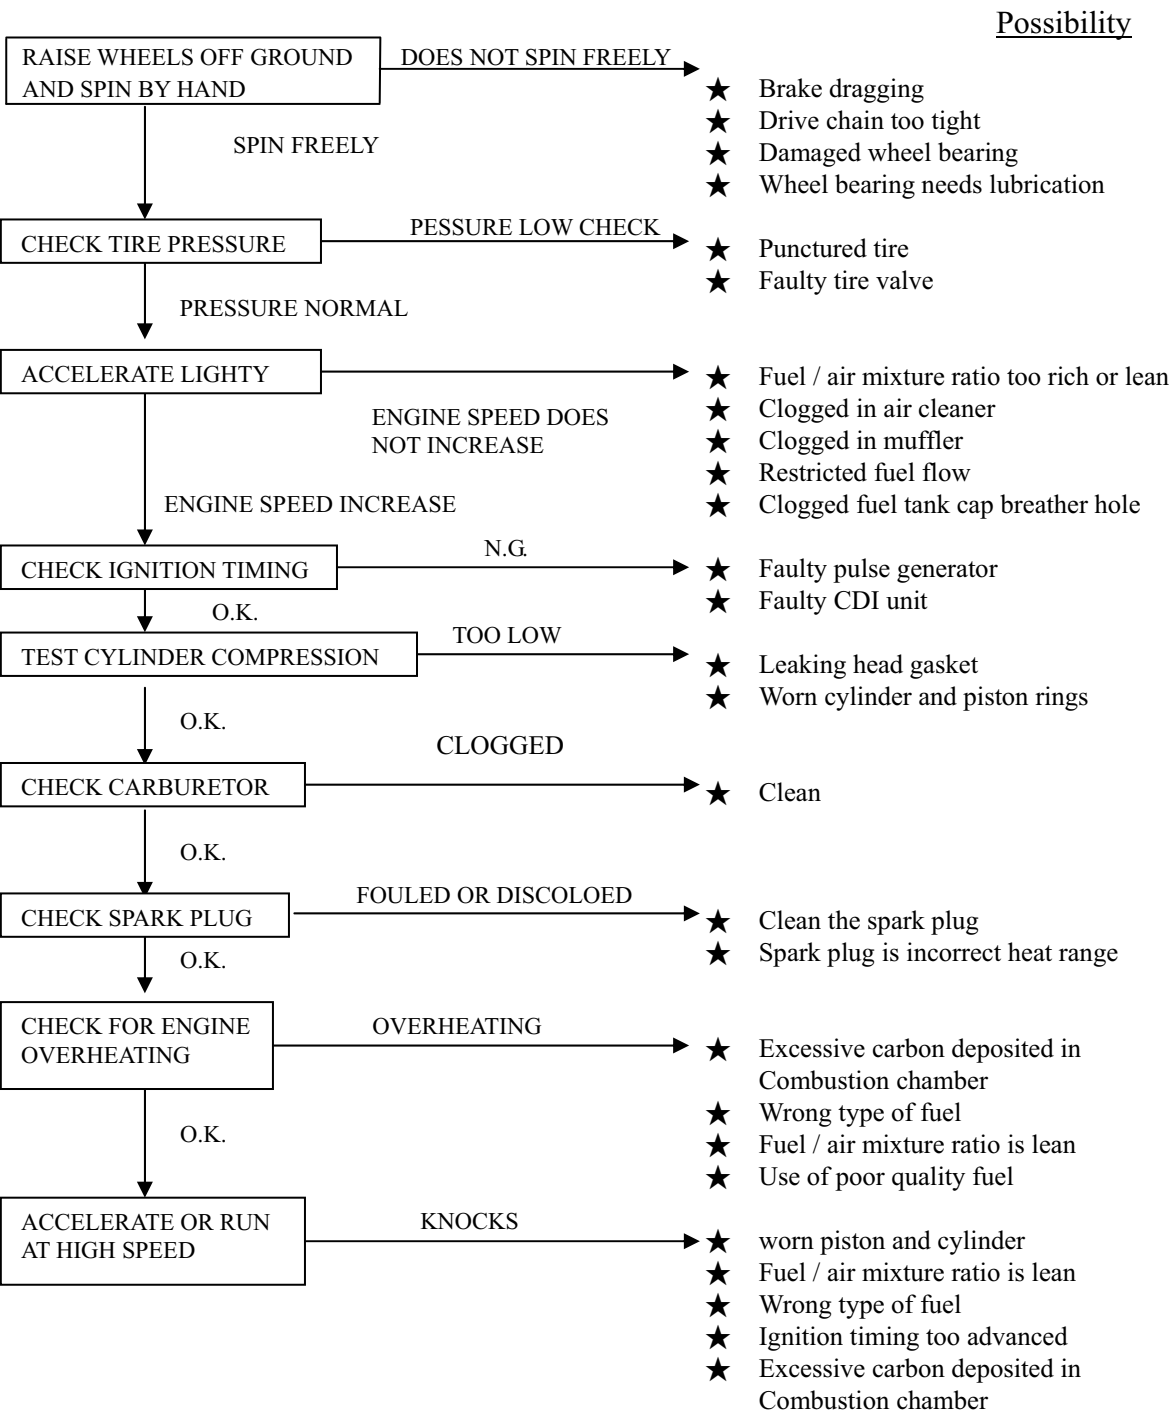 Possibility
RAISE WHEELS OFF GROUND
AND SPIN BY HAND
DOES NOT SPIN FREELY
★ Brake dragging
★ Drive chain too tight
★ Damaged wheel bearing
★ Wheel bearing needs lubrication
SPIN FREELY
CHECK TIRE PRESSURE
PESSURE LOW CHECK
★ Punctured tire
★ Faulty tire valve
PRESSURE NORMAL
ACCELERATE LIGHTY
ENGINE SPEED DOES
NOT INCREASE
★ Fuel / air mixture ratio too rich or lean
★ Clogged in air cleaner
★ Clogged in muffler
★ Restricted fuel flow
★ Clogged fuel tank cap breather hole
ENGINE SPEED INCREASE
CHECK IGNITION TIMING
N.G.
★ Faulty pulse generator
★ Faulty CDI unit
O.K.
TEST CYLINDER COMPRESSION
TOO LOW
★ Leaking head gasket
★ Worn cylinder and piston rings
O.K.
CHECK CARBURETOR
CLOGGED
★ Clean
O.K.
CHECK SPARK PLUG
FOULED OR DISCOLOED
★ Clean the spark plug
★ Spark plug is incorrect heat range
O.K.
CHECK FOR ENGINE
OVERHEATING
OVERHEATING
★ Excessive carbon deposited in
Combustion chamber
★ Wrong type of fuel
★ Fuel / air mixture ratio is lean
★ Use of poor quality fuel
O.K.
ACCELERATE OR RUN
AT HIGH SPEED
KNOCKS
★ worn piston and cylinder
★ Fuel / air mixture ratio is lean
★ Wrong type of fuel
★ Ignition timing too advanced
★ Excessive carbon deposited in
Combustion chamber